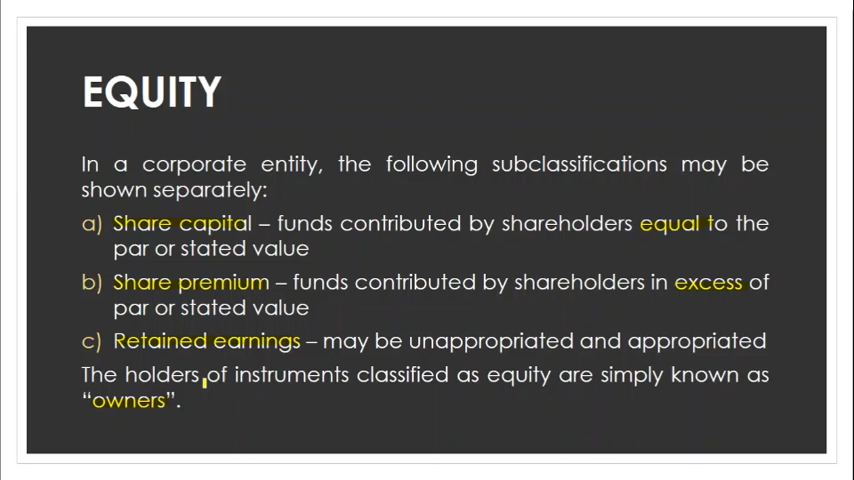 EQUITY
In a corporate entity, the following subclassifications may be
shown separately:
a) Share capital – funds contributed by shareholders equal to the
par or stated value
b) Share premium – funds contributed by shareholders in excess of
par or stated value
c) Retained earnings – may be unappropriated and appropriated
The holders of instruments classified as equity are simply known as
“owners”.